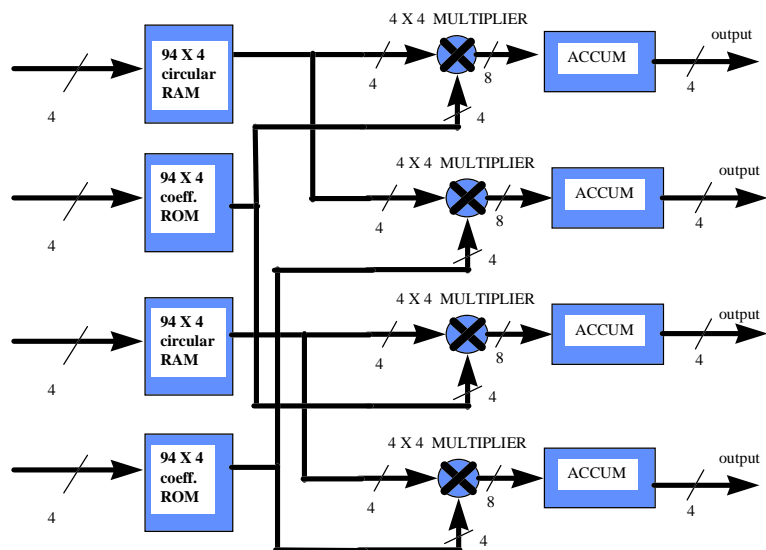 4 X 4 MULTIPLIER
output
94 X 4
circular
RAM
ACCUM
4
4
8
4
4
4 X 4 MULTIPLIER
94 X 4
coeff.
ROM
output
ACCUM
4
4
8
4
4
4 X 4 MULTIPLIER
94 X 4
circular
RAM
output
ACCUM
4
4
8
4
4
4 X 4 MULTIPLIER
94 X 4
coeff.
ROM
output
ACCUM
4
4
8
4
4